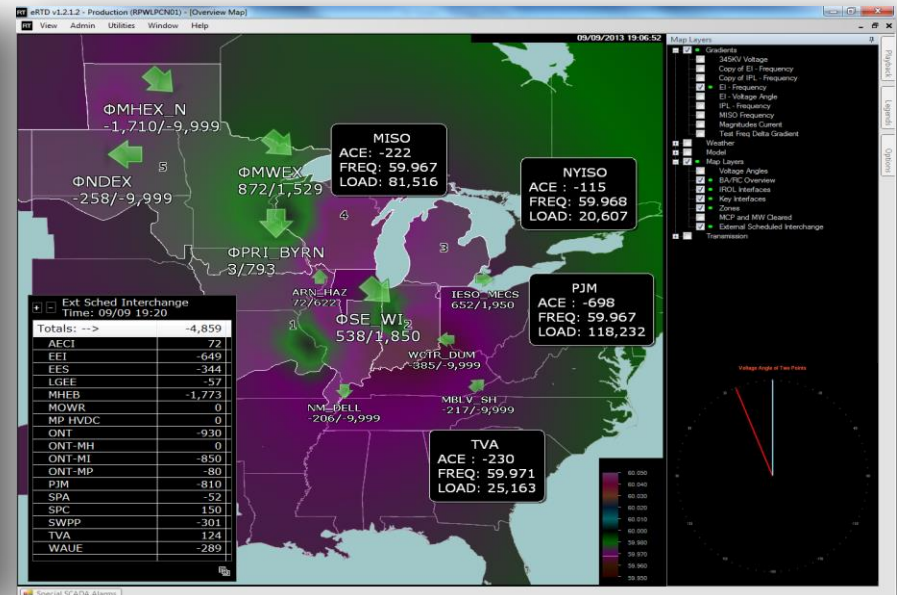 eRTD v1.2.1.2 - Production (RPWLPCN01) - [Overview Map]
View Admin Utilities Window Help
09/09/2013 19:06:52
ΦMHEX_N
-1,710/-9,999
5
ΦNDEX
-258/-9,999
ΦMWEX
872/1,529
ΦPRI_BYRN
3/793
MISO
ACE: -222
FREQ: 59.967
LOAD: 81,516
4
3
NYISO
ACE : -115
FREQ: 59.968
LOAD: 20,607
ARN_HAZ
72/622
IESO_MECS
652/1,950
ΦSE_WI
538/1,850
1
2
PJM
ACE : -698
FREQ: 59.967
LOAD: 118,232
WCTR_DUM
-385/-9,999
NM_DELL
-206/-9,999
MBLV_SH
-217/-9,999
TVA
ACE : -230
FREQ: 59.971
LOAD: 25,163
Ext Sched Interchange
Time: 09/09 19:20
Totals: --> -4,859
AECI 72
EEI -649
EES -344
LGEE -57
MHEB -1,773
MOWR 0
MP HVDC 0
ONT -930
ONT-MH 0
ONT-MI -850
ONT-MP -80
PJM -810
SPA -52
SPC 150
SWPP -301
TVA 124
WAUE -289
60.050
60.040
60.030
60.020
60.010
60.000
59.980
59.970
59.960
59.950
Map Layers
Gradients
345KV Voltage
Copy of EI - Frequency
Copy of IPL - Frequency
EI - Frequency
EI - Voltage Angle
IPL - Frequency
MISO Frequency
Magnitudes Current
Test Freq Delta Gradient
Weather
Model
Map Layers
Voltage Angles
BA/RC Overview
IROL Interfaces
Key Interfaces
Zones
MCP and MW Cleared
External Scheduled Interchange
Transmission
Playback
Legends
Options
Voltage Angle of Two Points
Special SCADA Alarms